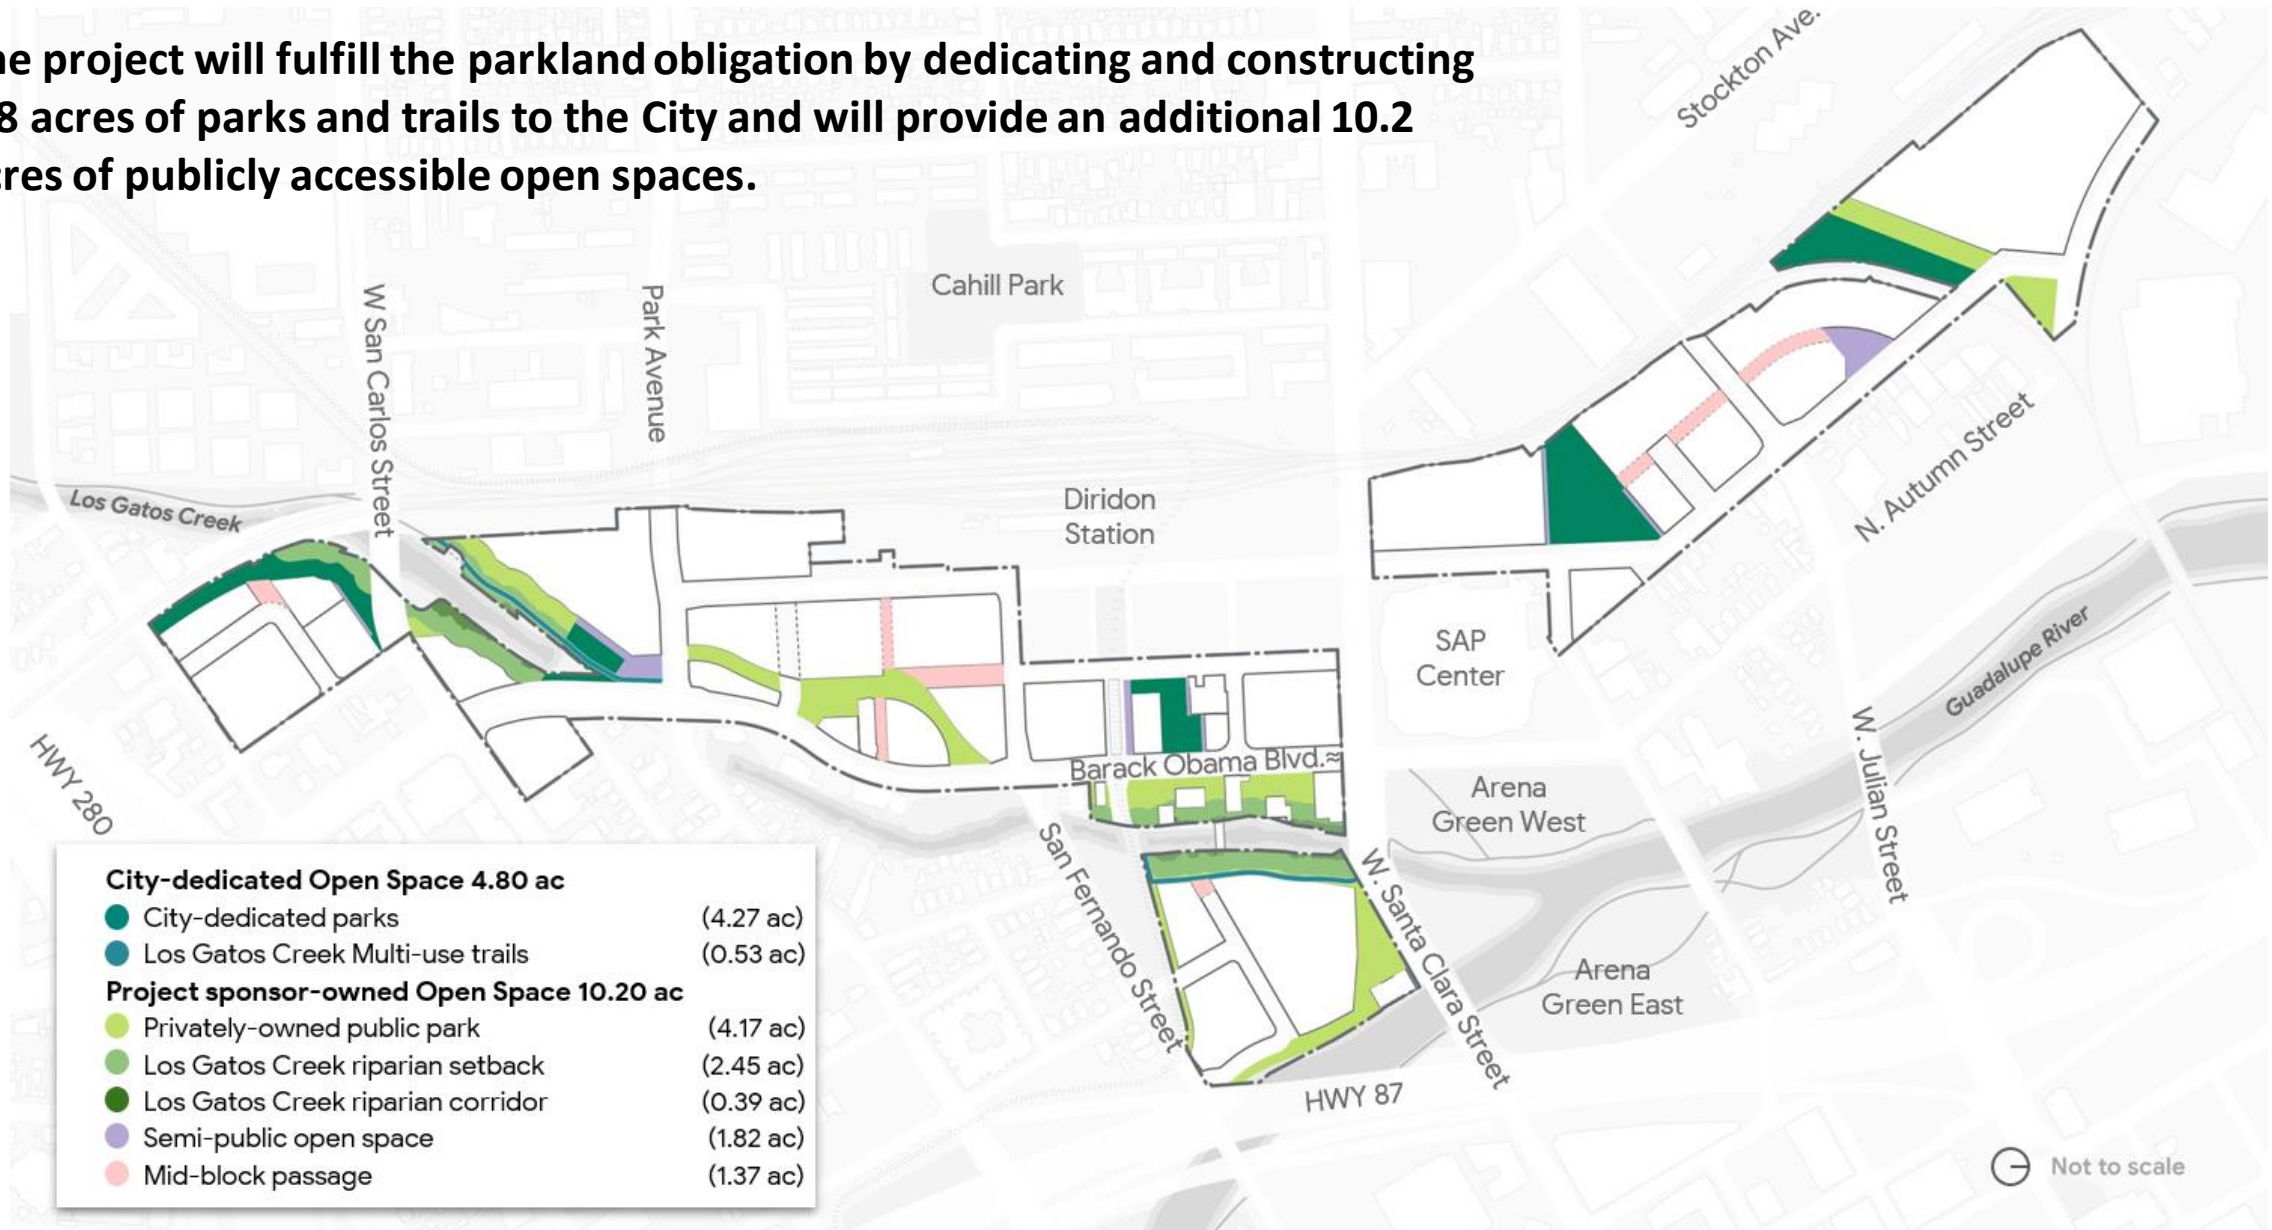 he project will fulfill the parkland obligation by dedicating and constructing
8 acres of parks and trails to the City and will provide an additional 10.2
cres of publicly accessible open spaces.
Stockton Ave.
Cahill Park
W San Carlos Street
Park Avenue
Los Gatos Creek
Diridon
Station
N. Autumn Street
SAP
Center
Guadalupe River
HWY 280
Barack Obama Blvd.
Arena
Green West
W. Julian Street
San Fernando Street
W. Santa Clara Street
Arena
Green East
HWY 87
City-dedicated Open Space 4.80 ac
City-dedicated parks (4.27 ac)
Los Gatos Creek Multi-use trails (0.53 ac)
Project sponsor-owned Open Space 10.20 ac
Privately-owned public park (4.17 ac)
Los Gatos Creek riparian setback (2.45 ac)
Los Gatos Creek riparian corridor (0.39 ac)
Semi-public open space (1.82 ac)
Mid-block passage (1.37 ac)
Not to scale